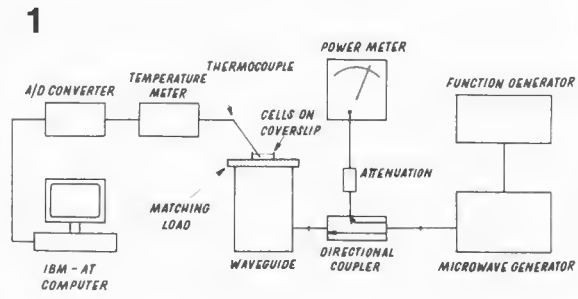 1
POWER METER
THERMOCOUPLE
FUNCTION GENERATOR
A/D CONVERTER
TEMPERATURE
METER
CELLS ON
COVERSLIP
ATTENUATION
MATCHING
LOAD
WAVEGUIDE
DIRECTIONAL
COUPLER
MICROWAVE GENERATOR
IBM - AT
COMPUTER